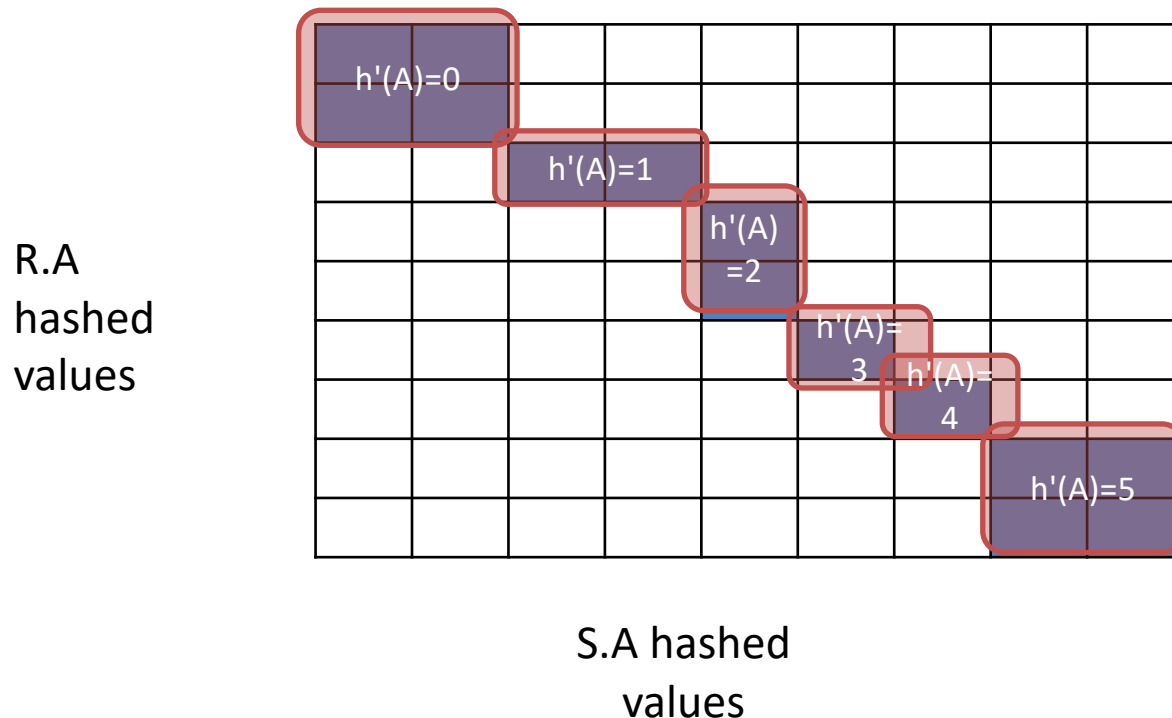 h'(A)=0
h'(A)=1
h'(A)
=2
R.A
hashed
values
h'(A)=
3
h'(A)=
4
h'(A)=5
S.A hashed
values